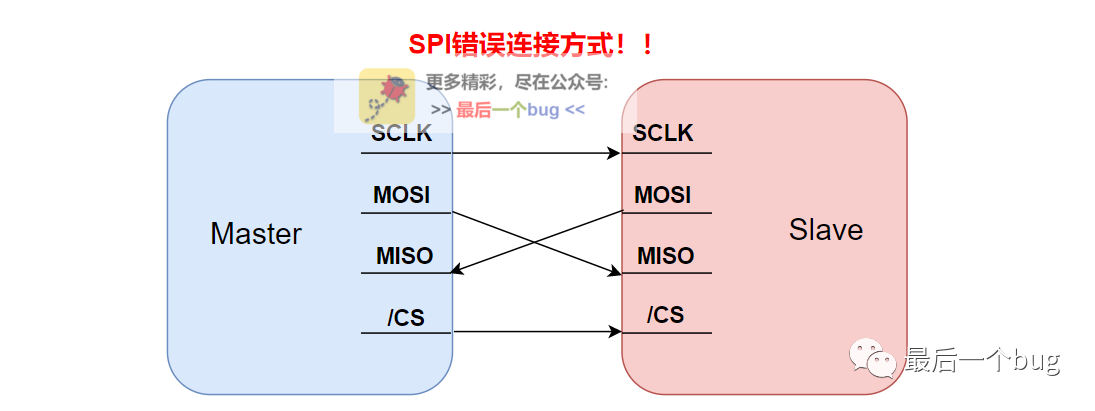 SPI错误连接方式！！
更多精彩，尽在公众号:
>> 最后一个bug <<
SCLK
SCLK
MOSI
MOSI
Master
Slave
MISO
MISO
/CS
/CS
最后一个bug